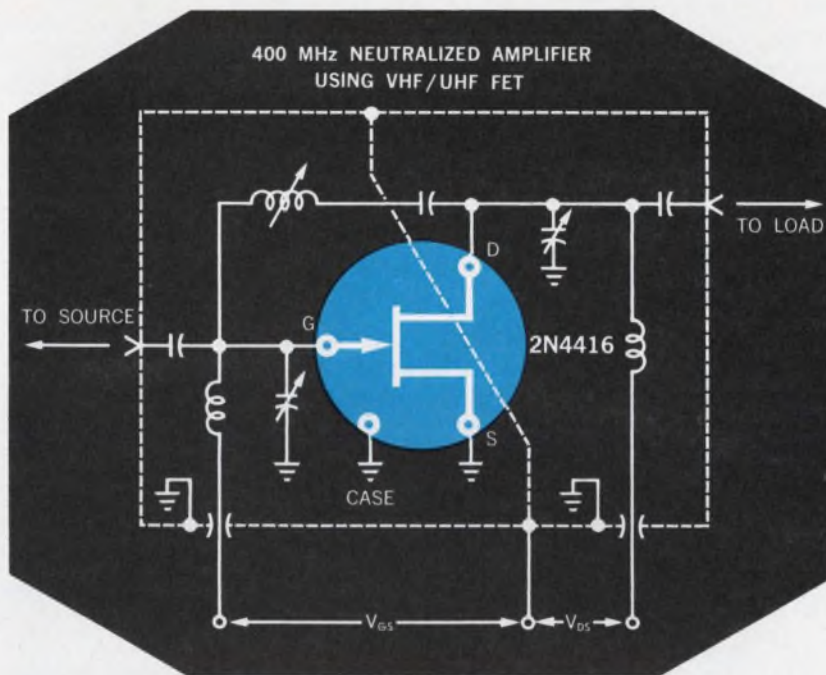 400 MHz NEUTRALIZED AMPLIFIER
USING VHF/UHF FET
TO LOAD
D
TO SOURCE
G
2N4416
S
CASE
VGS
VDS